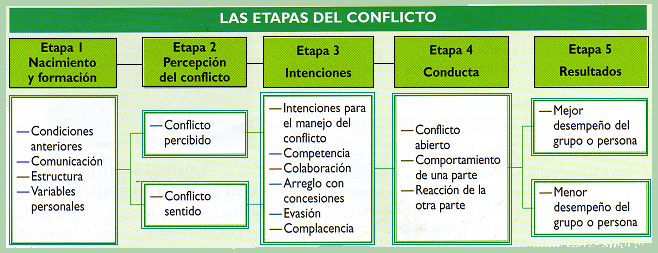 LAS ETAPAS DEL CONFLICTO
Etapa 1
Nacimiento
y formación
Etapa 2
Percepción
del conflicto
Etapa 3
Intenciones
Etapa 4
Conducta
Etapa 5
Resultados
Condiciones
anteriores
Comunicación
Estructura
Variables
personales
Conflicto
percibido
Conflicto
sentido
Intenciones para
el manejo del
conflicto
Competencia
Colaboración
Arreglo con
concesiones
Evasión
Complacencia
Conflicto
abierto
Comportamiento
de una parte
Reacción de la
otra parte
Mejor
desempeño del
grupo o persona
Menor
desempeño del
grupo o persona